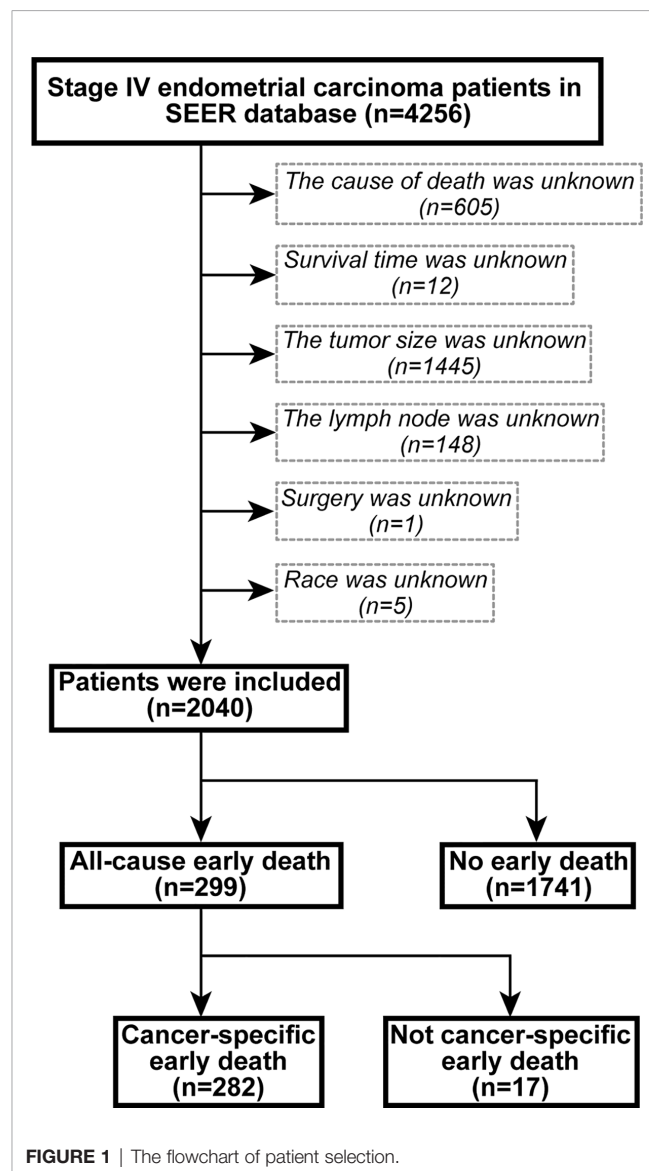 Stage IV endometrial carcinoma patients in
SEER database (n=4256)
The cause of death was unknown
(n=605)
Survival time was unknown
(n=12)
The tumor size was unknown
(n=1445)
The lymph node was unknown
(n=148)
Surgery was unknown
(n=1)
Race was unknown
(n=5)
Patients were included
(n=2040)
All-cause early death
(n=299)
No early death
(n=1741)
Cancer-specific
early death
(n=282)
Not cancer-specific
early death
(n=17)
FIGURE 1 | The flowchart of patient selection.